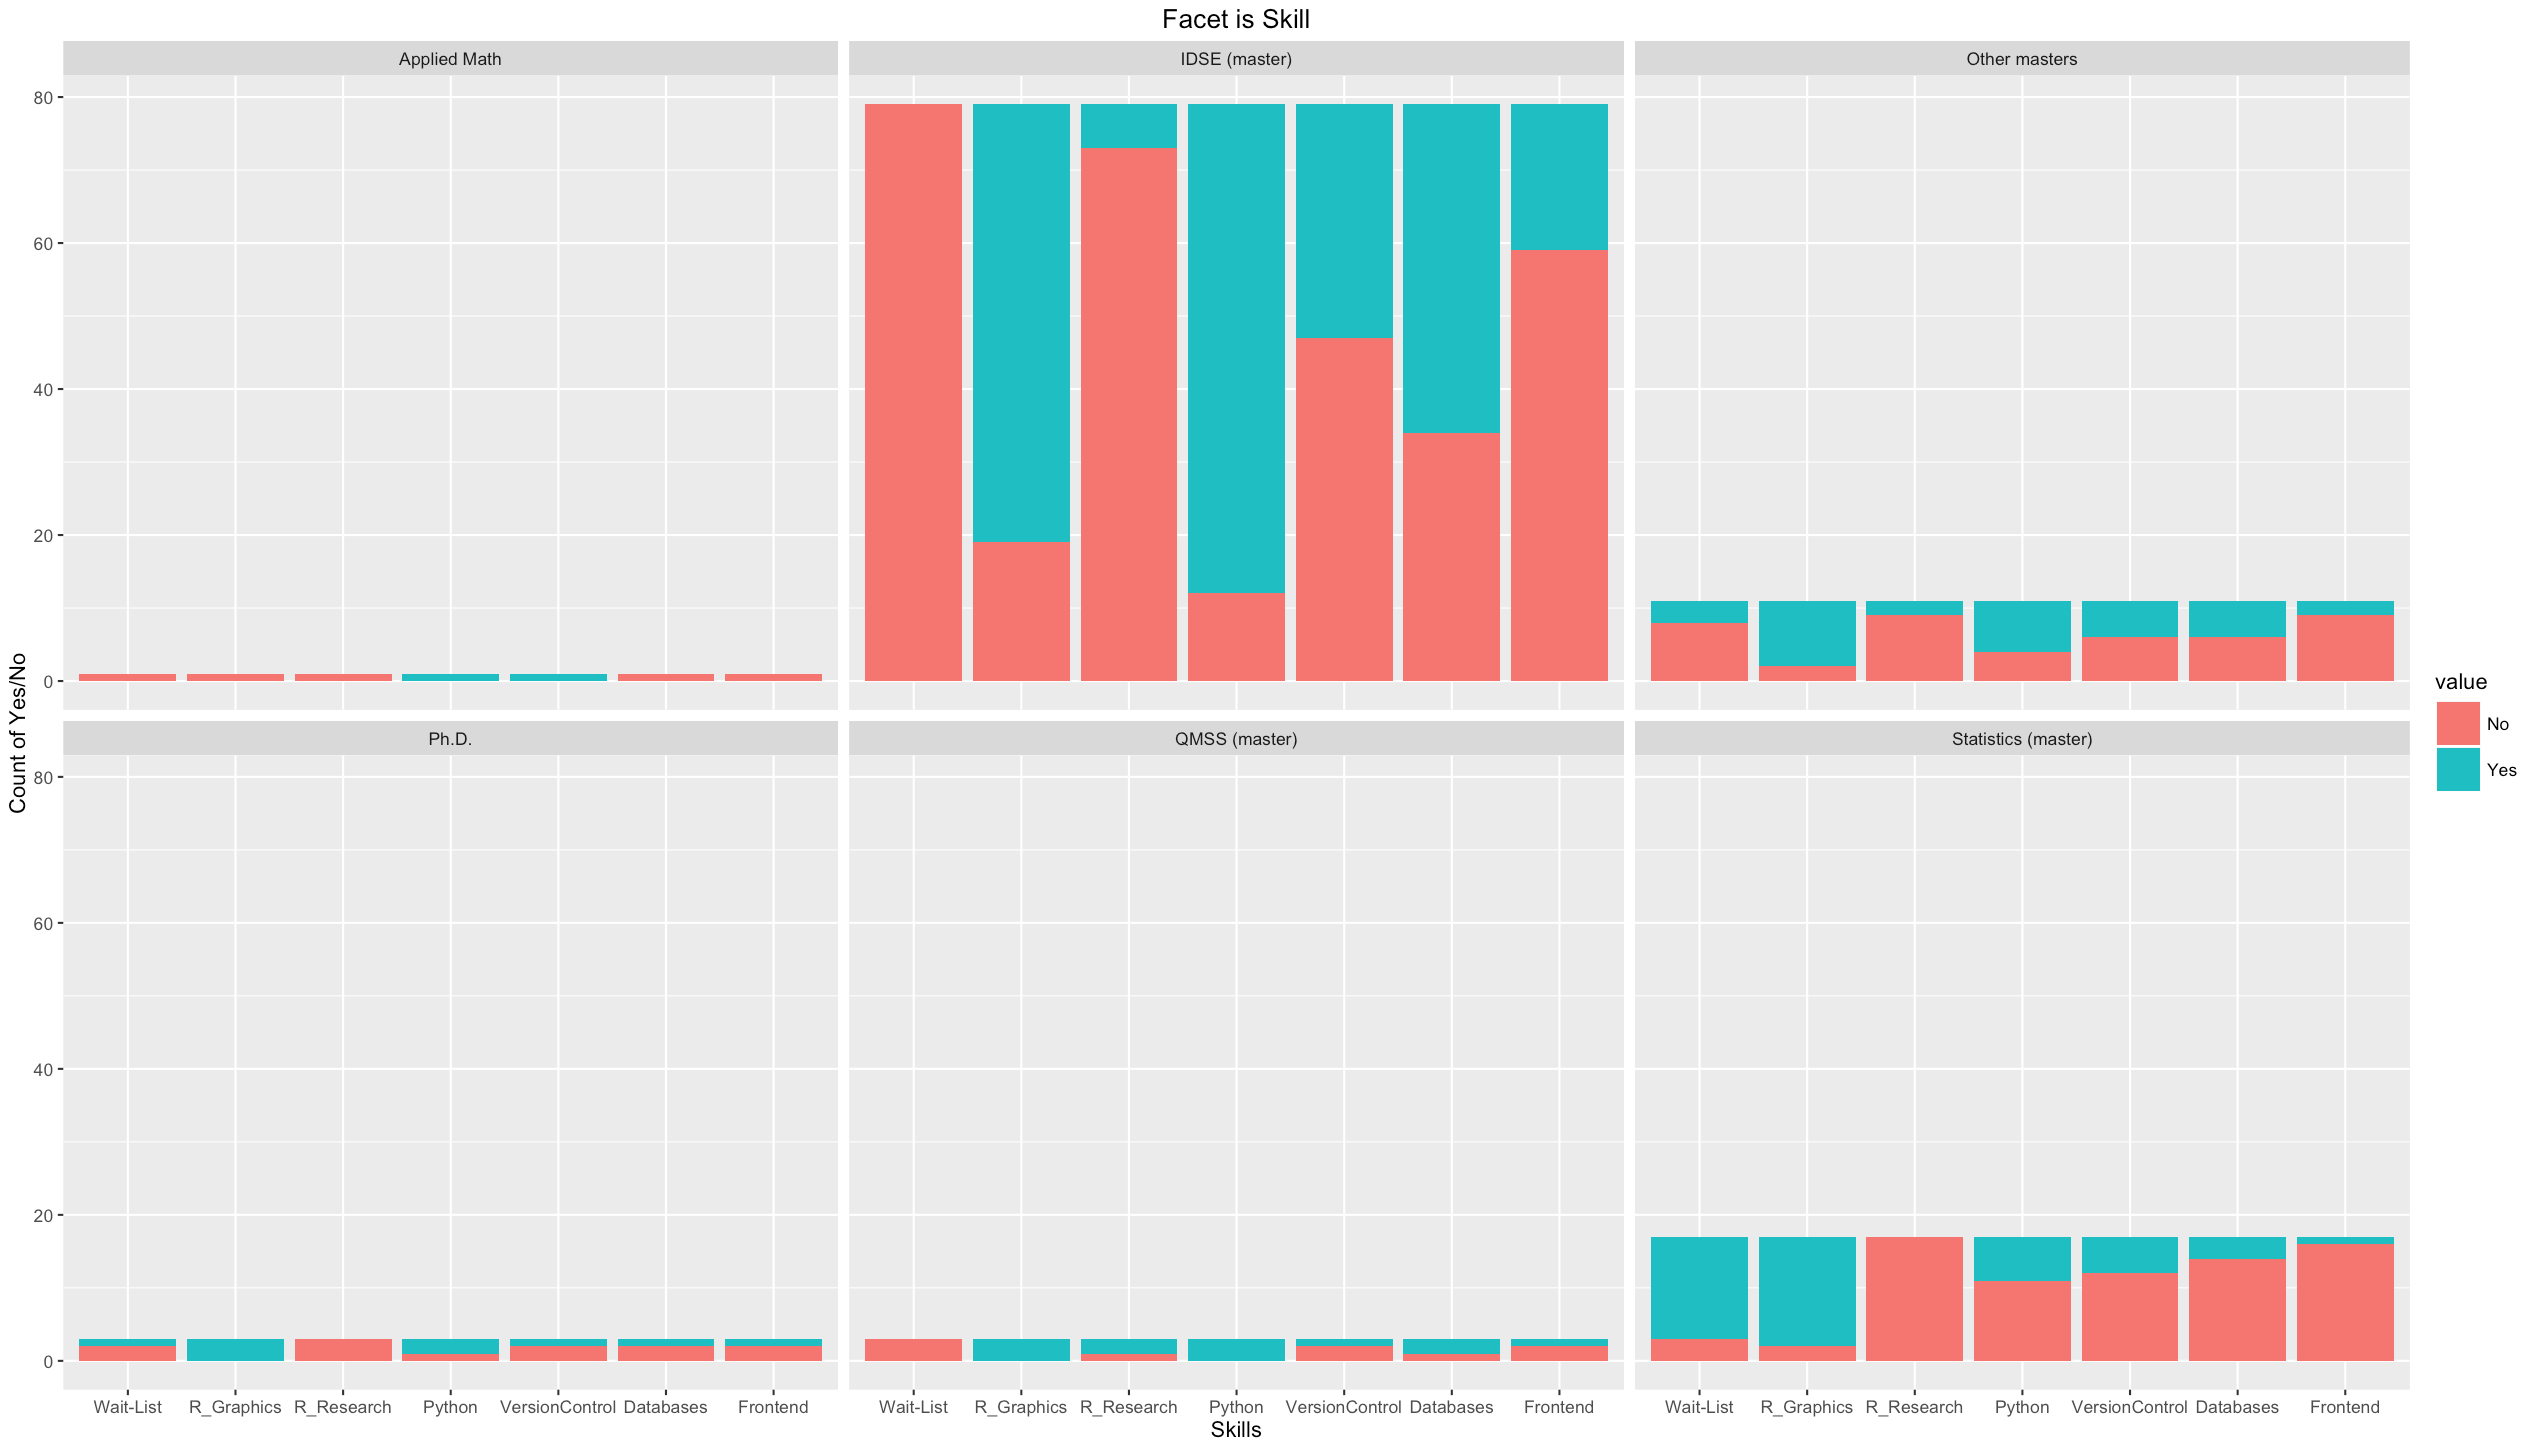 Facet is Skill
Applied Math
IDSE (master)
Other masters
80
60
40
20
0
Ph.D.
QMSS (master)
Statistics (master)
80
60
40
20
0
Wait-List R_Graphics R_Research Python VersionControl Databases Frontend
Wait-List R_Graphics R_Research Python VersionControl Databases Frontend
Wait-List R_Graphics R_Research Python VersionControl Databases Frontend
Skills
Count of Yes/No
value
No
Yes